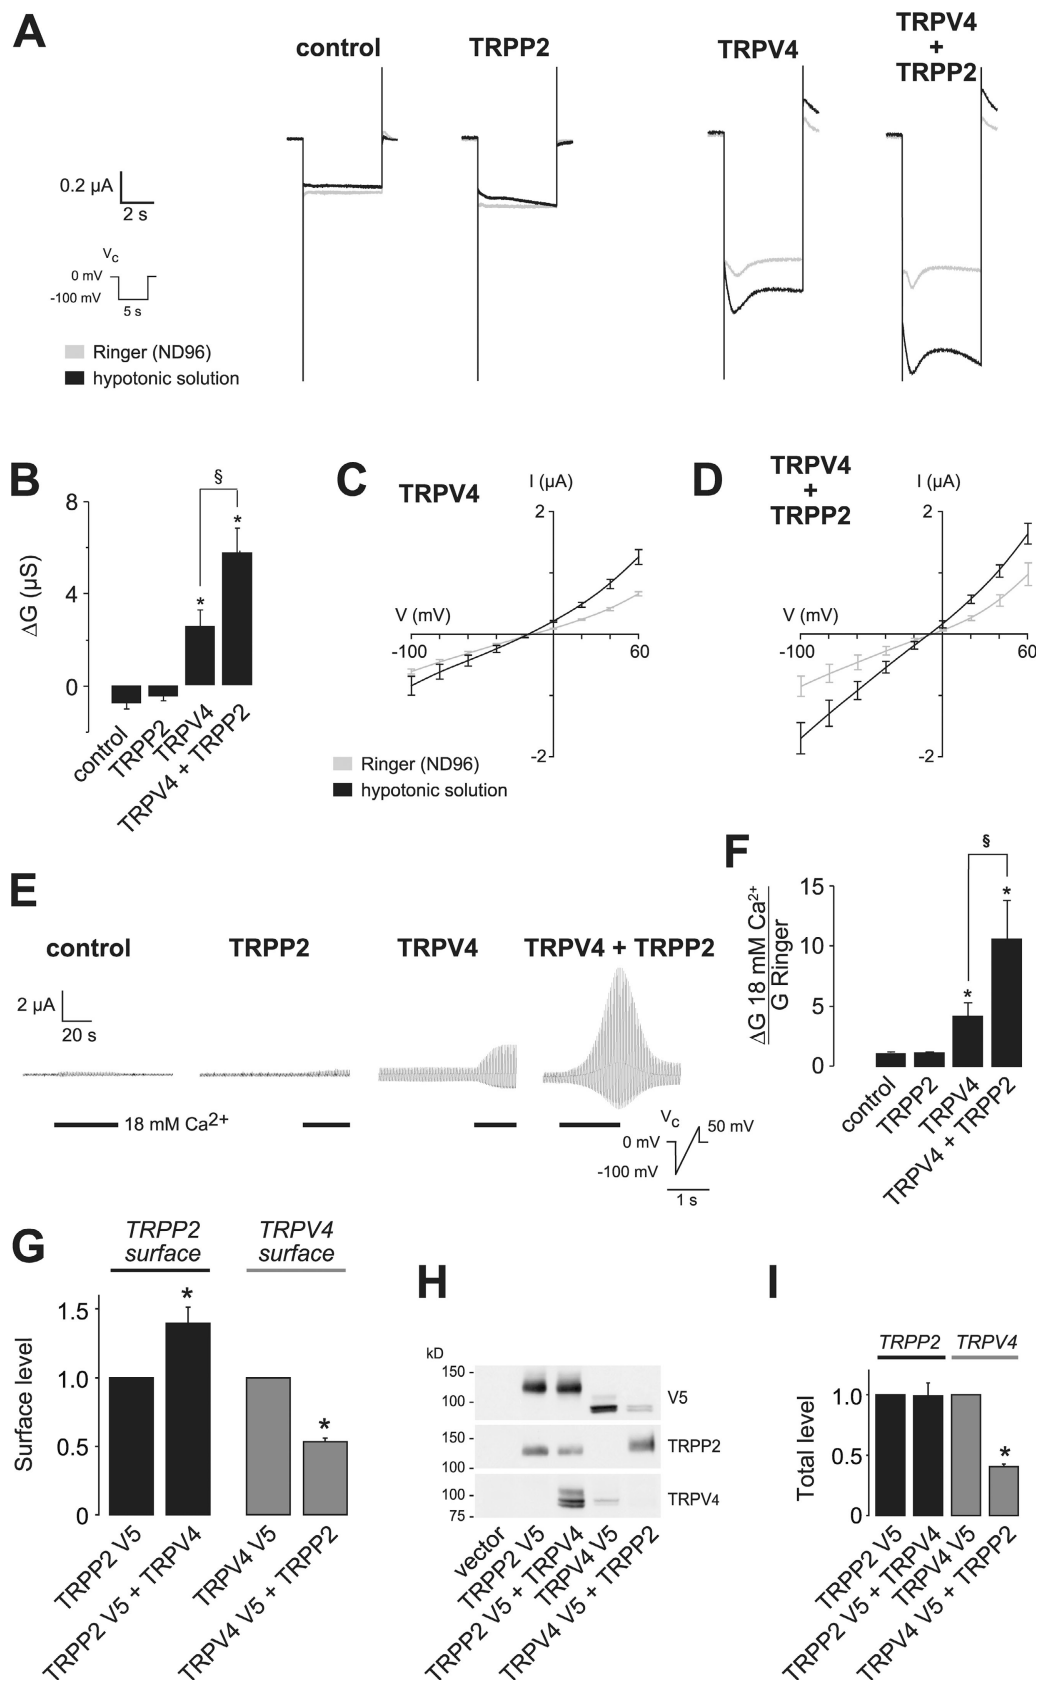 A
control
TRPP2
TRPV4
TRPV4
+
TRPP2
0.2 µA
2 s
Vc
0 mV
-100 mV
5 s
Ringer (ND96)
hypotonic solution
B
§
8
4
0
ΔG (µS)
*
*
control
TRPP2
TRPV4
TRPV4 + TRPP2
C
TRPV4
I (µA)
2
V (mV)
-100
60
-2
Ringer (ND96)
hypotonic solution
D
TRPV4
+
TRPP2
I (µA)
2
V (mV)
-100
60
-2
E
control
TRPP2
TRPV4
TRPV4 + TRPP2
2 µA
20 s
18 mM Ca2+
Vc
50 mV
0 mV
-100 mV
1 s
F
§
ΔG 18 mM Ca2+
G Ringer
15
10
5
0
*
*
control
TRPP2
TRPV4
TRPV4 + TRPP2
G
TRPP2
surface
TRPV4
surface
Surface level
1.5
1.0
0.5
0
*
*
TRPP2 V5
TRPP2 V5 + TRPV4
TRPV4 V5
TRPV4 V5 + TRPP2
H
kD
150
100
V5
150
100
TRPP2
100
75
TRPV4
vector
TRPP2 V5
TRPP2 V5 + TRPV4
TRPV4 V5
TRPV4 V5 + TRPP2
I
TRPP2
TRPV4
Total level
1.0
0.5
0
*
TRPP2 V5
TRPP2 V5 + TRPV4
TRPV4 V5
TRPV4 V5 + TRPP2